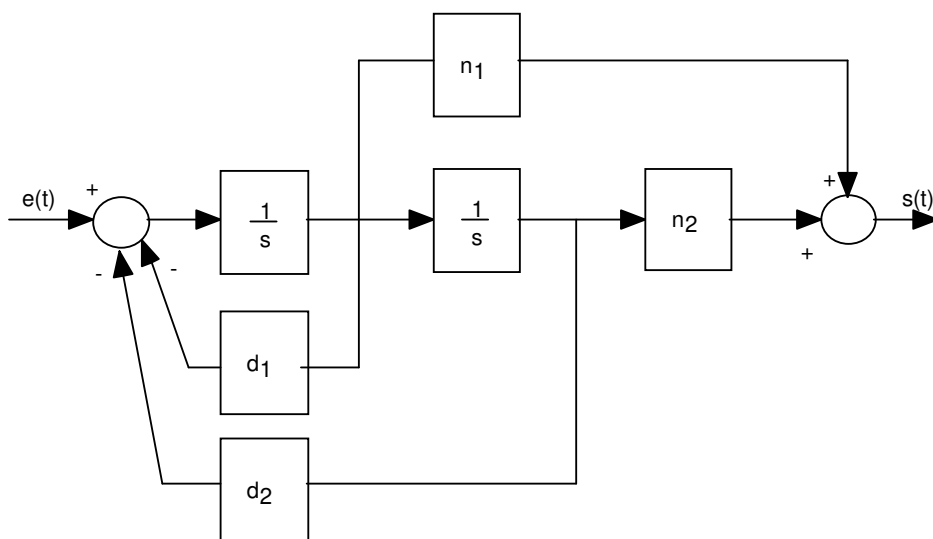 n1
e(t)
+
1
s
1
s
n2
+
s(t)
-
-
+
d1
d2